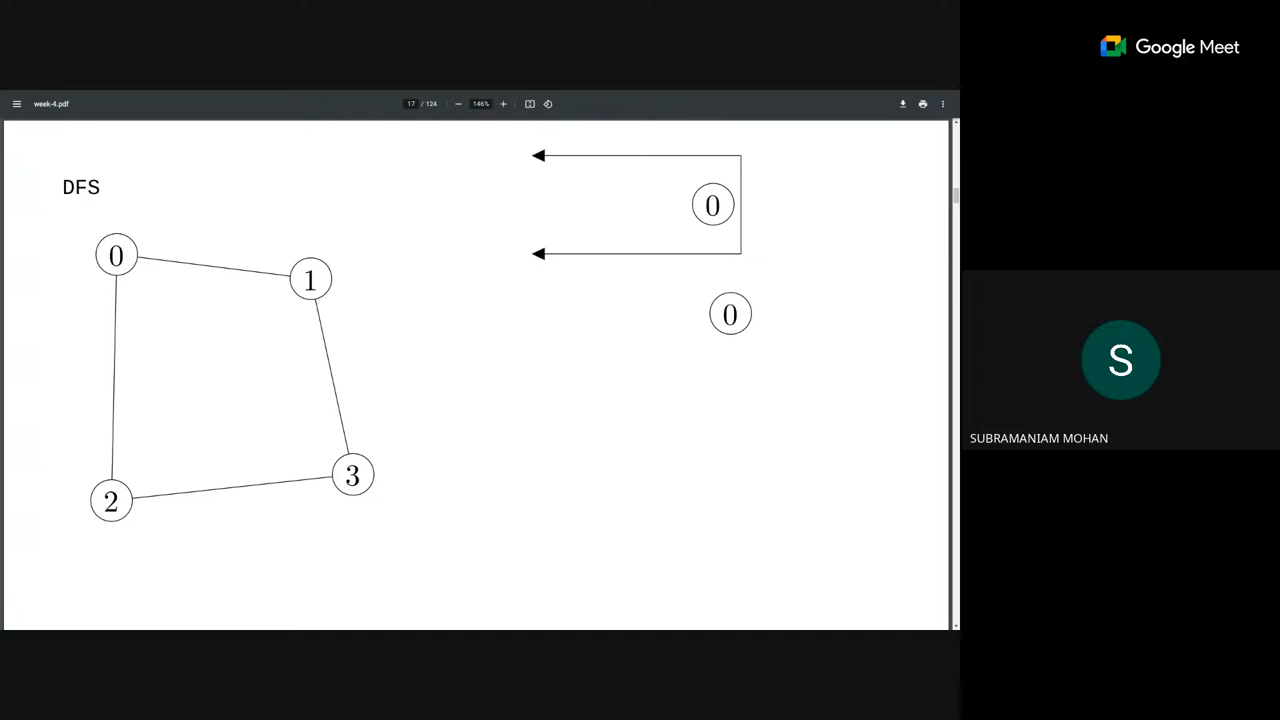 Google Meet
week-4.pdf
17 / 124
146%
DFS
0
0
1
0
2
3
S
SUBRAMANIAM MOHAN